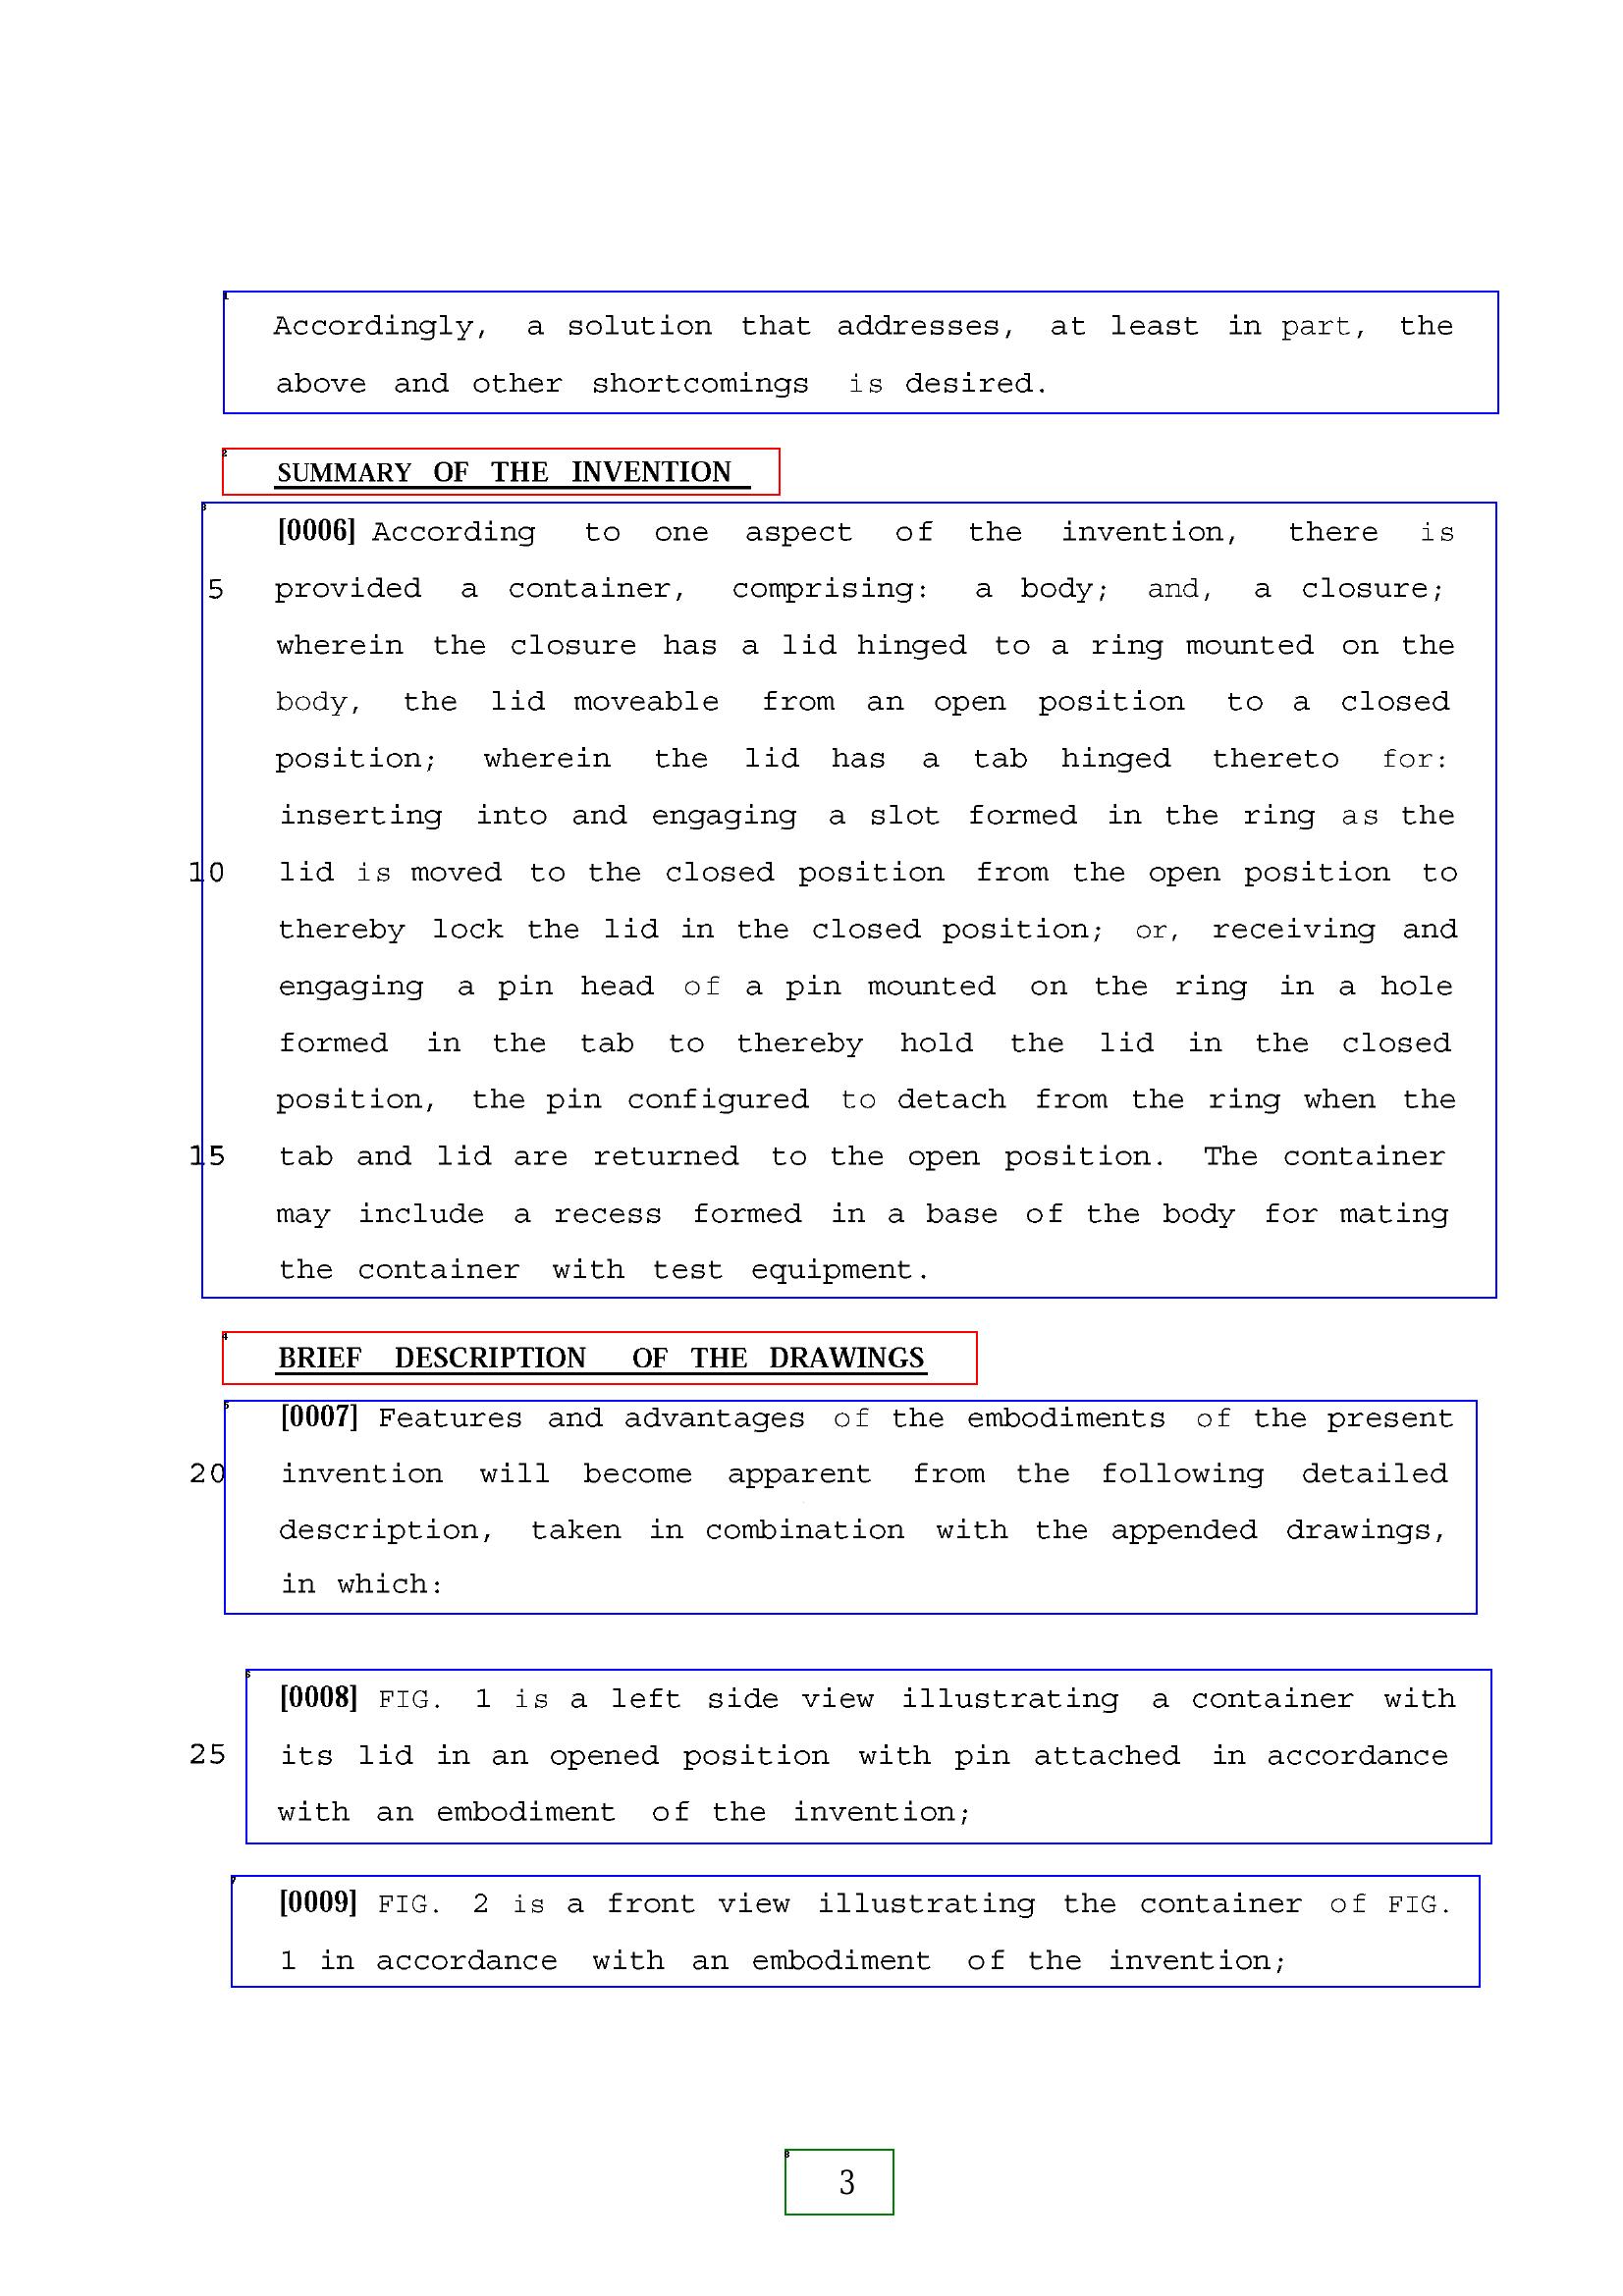 Accordingly, a solution that addresses, at least in part, the
above and other shortcomings is desired.
SUMMARY OF THE INVENTION
[0006] According to one aspect of the invention, there is
5 provided a container, comprising: a body; and, a closure;
wherein the closure has a lid hinged to a ring mounted on the
body, the lid moveable from an open position to a closed
position; wherein the lid has a tab hinged thereto for:
inserting into and engaging a slot formed in the ring as the
10 lid is moved to the closed position from the open position to
thereby lock the lid in the closed position; or, receiving and
engaging a pin head of a pin mounted on the ring in a hole
formed in the tab to thereby hold the lid in the closed
position, the pin configured to detach from the ring when the
15 tab and lid are returned to the open position. The container
may include a recess formed in a base of the body for mating
the container with test equipment.
BRIEF DESCRIPTION OF THE DRAWINGS
[0007] Features and advantages of the embodiments of the present
20 invention will become apparent from the following detailed
description, taken in combination with the appended drawings,
in which:
[0008] FIG. 1 is a left side view illustrating a container with
25 its lid in an opened position with pin attached in accordance
with an embodiment of the invention;
[0009] FIG. 2 is a front view illustrating the container of FIG.
1 in accordance with an embodiment of the invention;
3